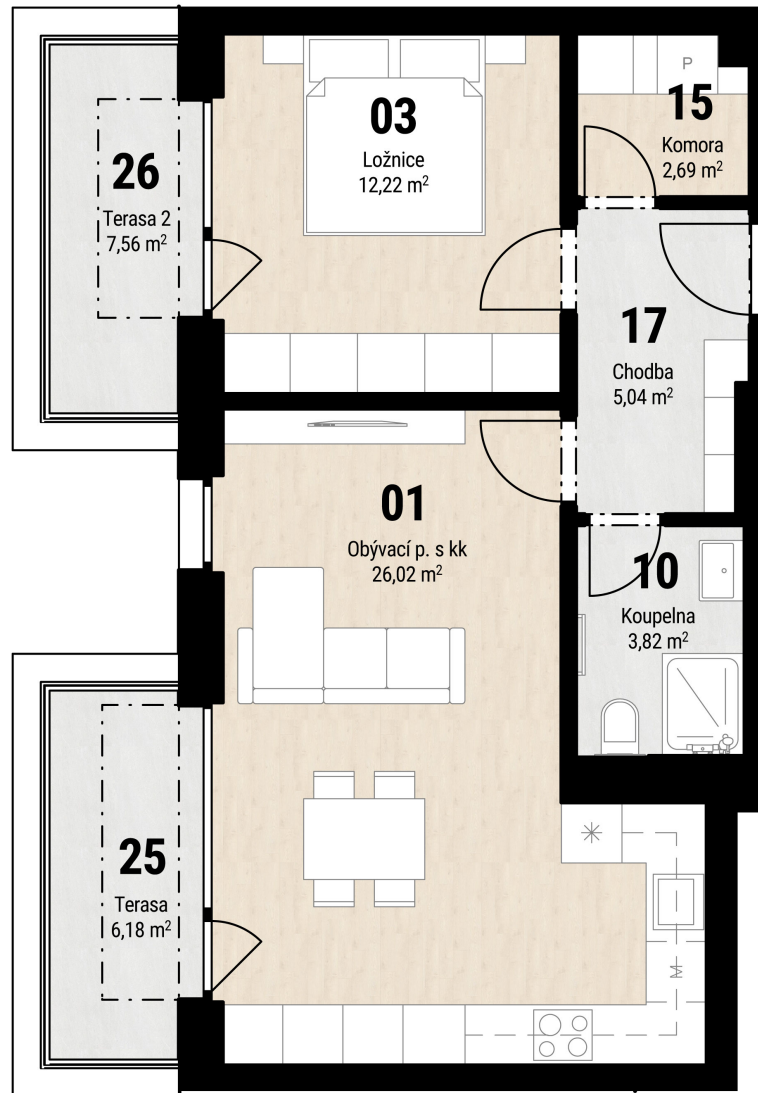 03
Ložnice
12,22 m²
P
15
Komora
2,69 m²
26
Terasa 2
7,56 m²
17
Chodba
5,04 m²
01
Obývací p. s kk
26,02 m²
10
Koupelna
3,82 m²
25
Terasa
6,18 m²
M